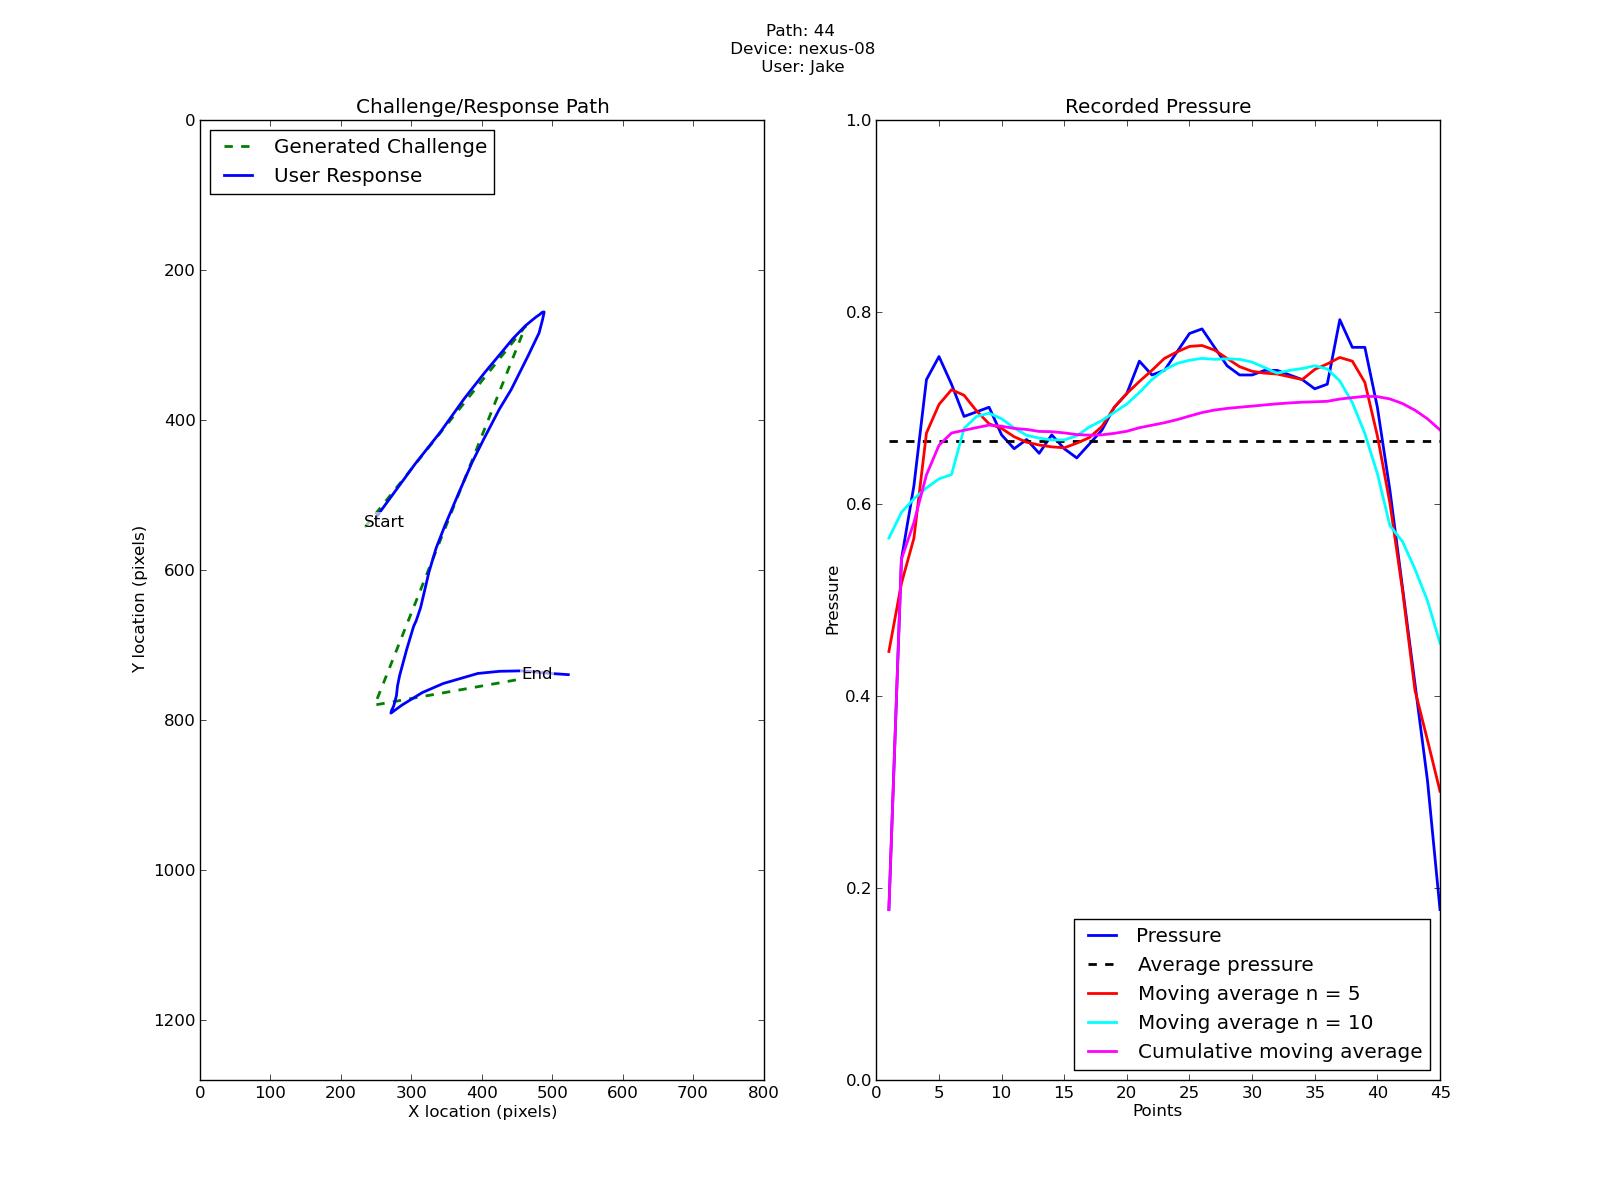 Path: 44
Device: nexus-08
User: Jake
Challenge/Response Path
Generated Challenge
User Response
0
200
400
600
800
1000
1200
Y location (pixels)
Start
End
0 100 200 300 400 500 600 700 800
X location (pixels)
Recorded Pressure
1.0
0.8
0.6
0.4
0.2
0.0
Pressure
Pressure
Average pressure
Moving average n = 5
Moving average n = 10
Cumulative moving average
0 5 10 15 20 25 30 35 40 45
Points